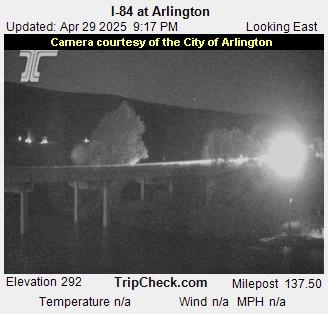 I-84 at Arlington
Updated: Apr 29 2025 9:17 PM Looking East
Camera courtesy of the City of Arlington
Elevation 292 TripCheck.com Milepost 137.50
Temperature n/a Wind n/a MPH n/a